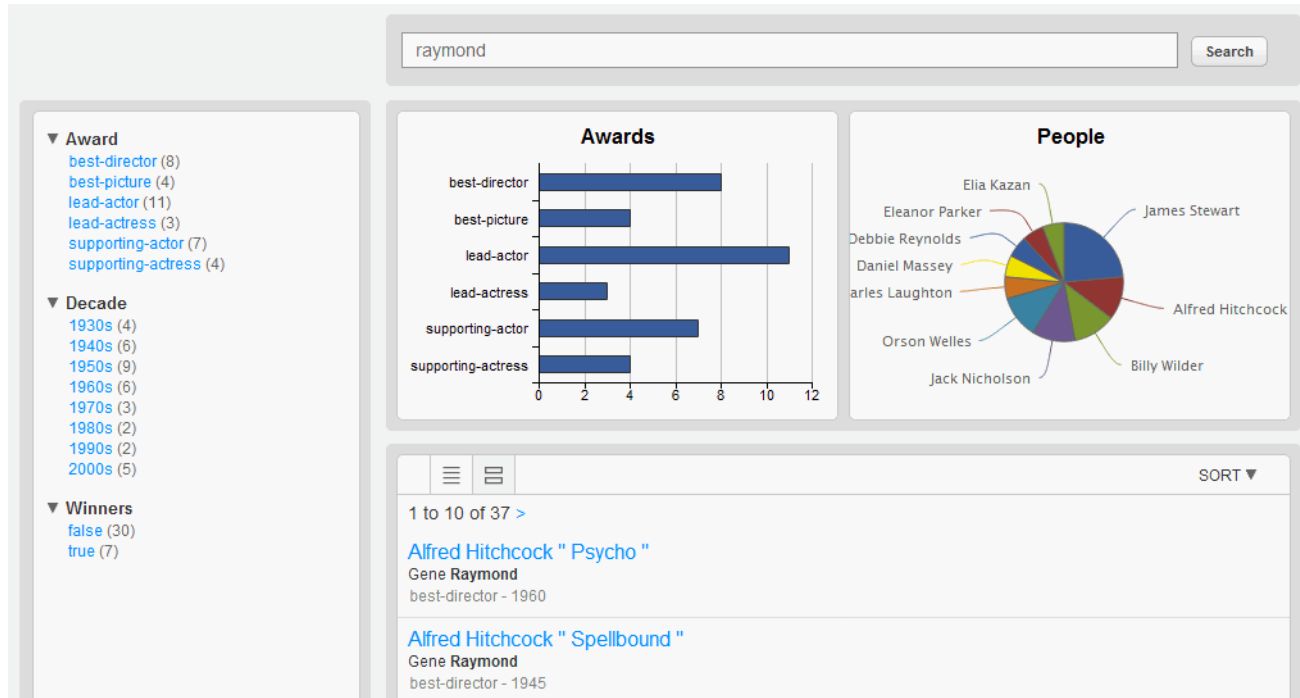 raymond
Search
▼ Award
best-director (8)
best-picture (4)
lead-actor (11)
lead-actress (3)
supporting-actor (7)
supporting-actress (4)
▼ Decade
1930s (4)
1940s (6)
1950s (9)
1960s (6)
1970s (3)
1980s (2)
1990s (2)
2000s (5)
▼ Winners
false (30)
true (7)
Awards
best-director
best-picture
lead-actor
lead-actress
supporting-actor
supporting-actress
0 2 4 6 8 10 12
People
Elia Kazan
James Stewart
Eleanor Parker
Debbie Reynolds
Daniel Massey
arles Laughton
Alfred Hitchcock
Orson Welles
Billy Wilder
Jack Nicholson
SORT ▼
1 to 10 of 37 >
Alfred Hitchcock " Psycho "
Gene Raymond
best-director - 1960
Alfred Hitchcock " Spellbound "
Gene Raymond
best-director - 1945